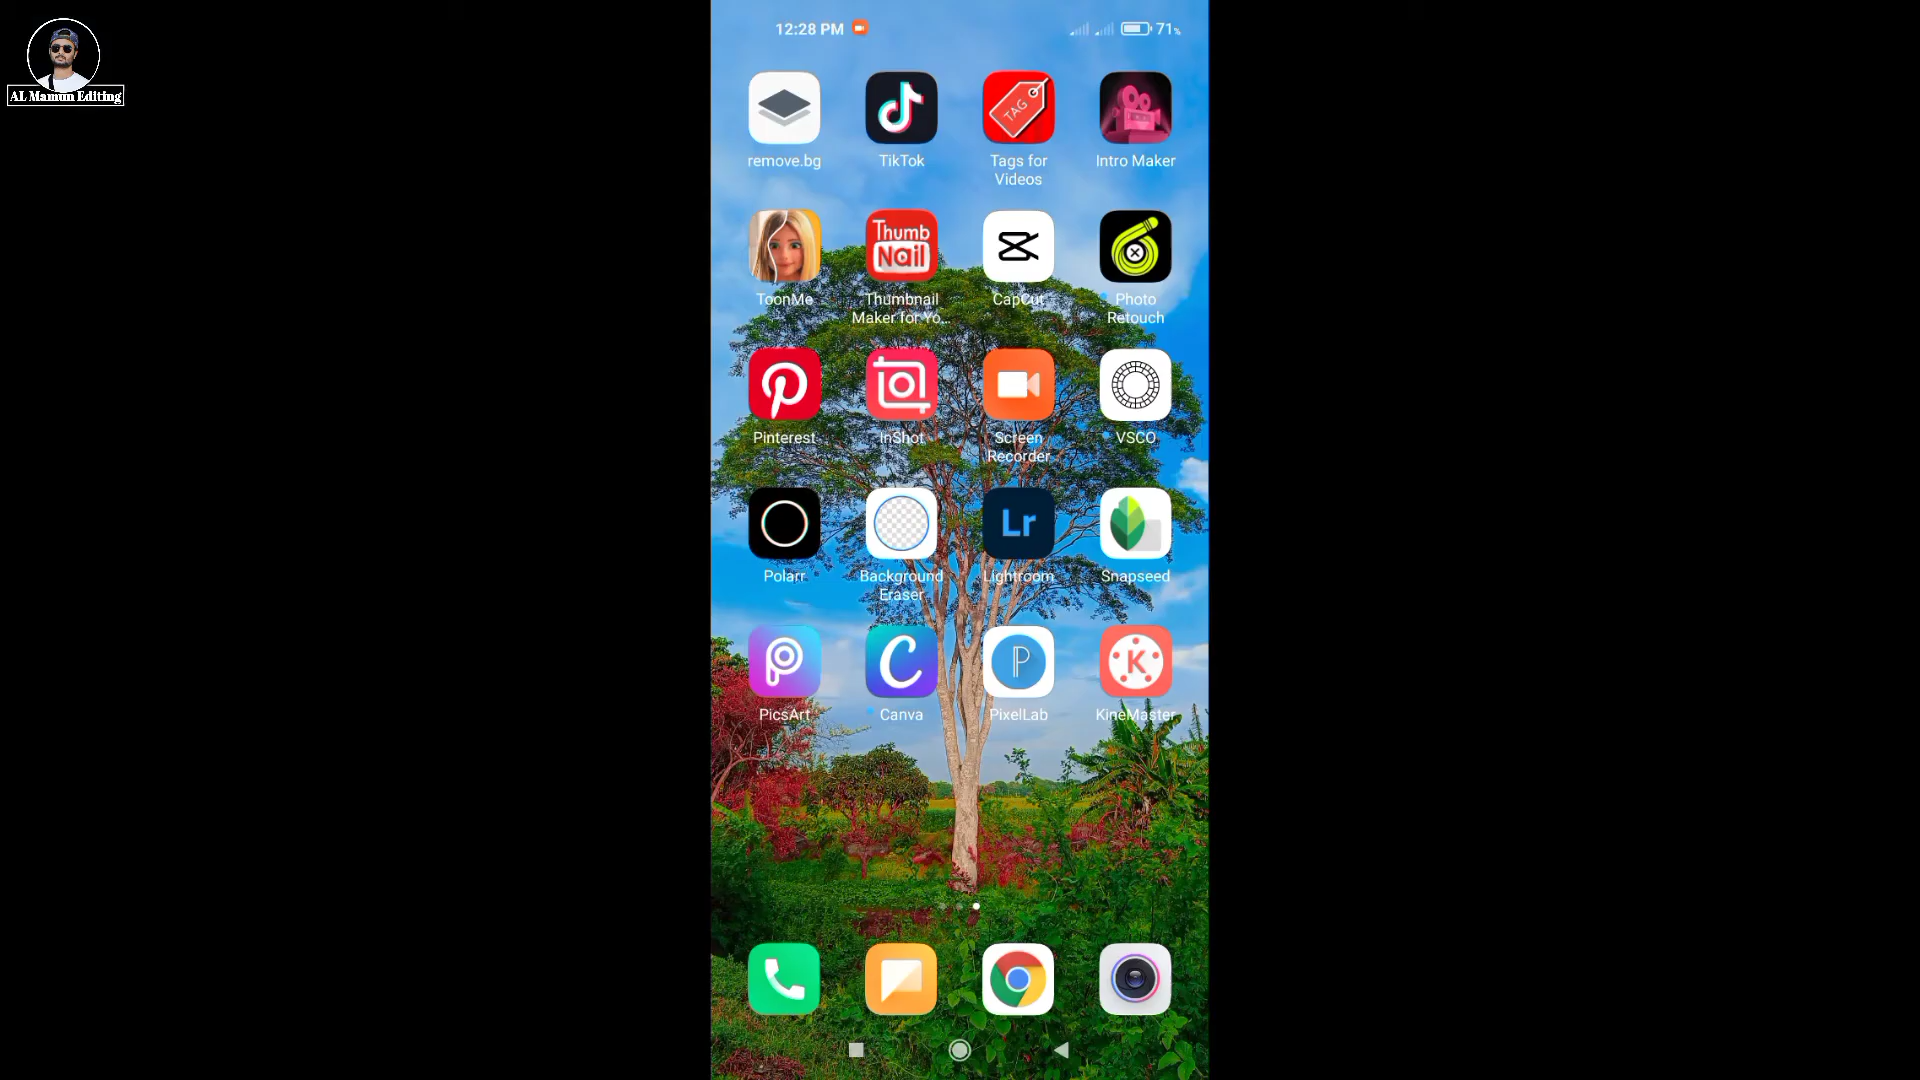 AL Mamun Editing
12:28 PM
71%
remove.bg
TikTok
TAG
Tags for
Videos
Intro Maker
ToonMe
Thumb
Nail
Thumbnail
Maker for Yo...
CapCut
Photo
Retouch
Pinterest
InShot
Screen
Recorder
VSCO
Polarr
Background
Eraser
Lr
Lightroom
Snapseed
PicsArt
C
Canva
P
PixelLab
K
KineMaster